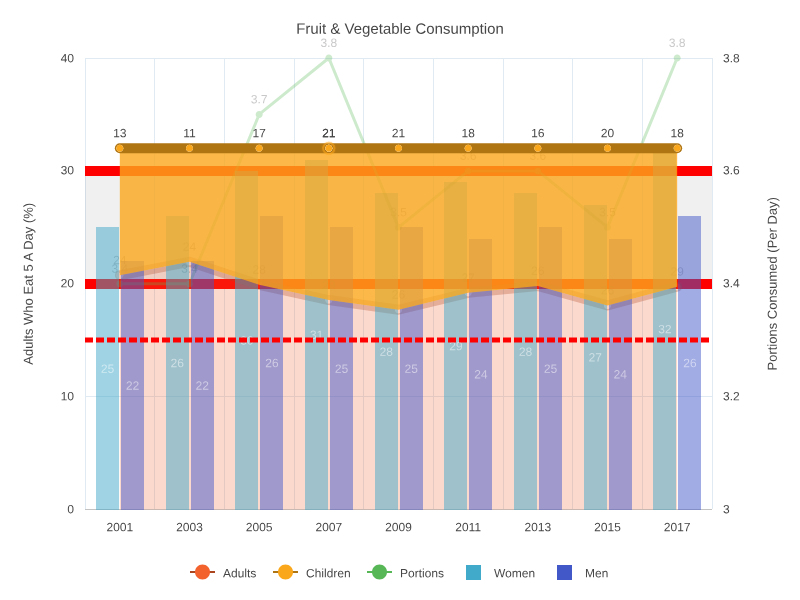 Fruit & Vegetable Consumption
3.8 3.8
40 3.8
3.7
13 11 17 21 21 18 16 20 18
30 3.6
Adults Who Eat 5 A Day (%)
Portions Consumed (Per Day)
20 3.4
31 32
28 28 27
25 26 26 25 25 25 26
22 22 24 24
10 3.2
0 3
2001 2003 2005 2007 2009 2011 2013 2015 2017
Adults Children Portions Women Men